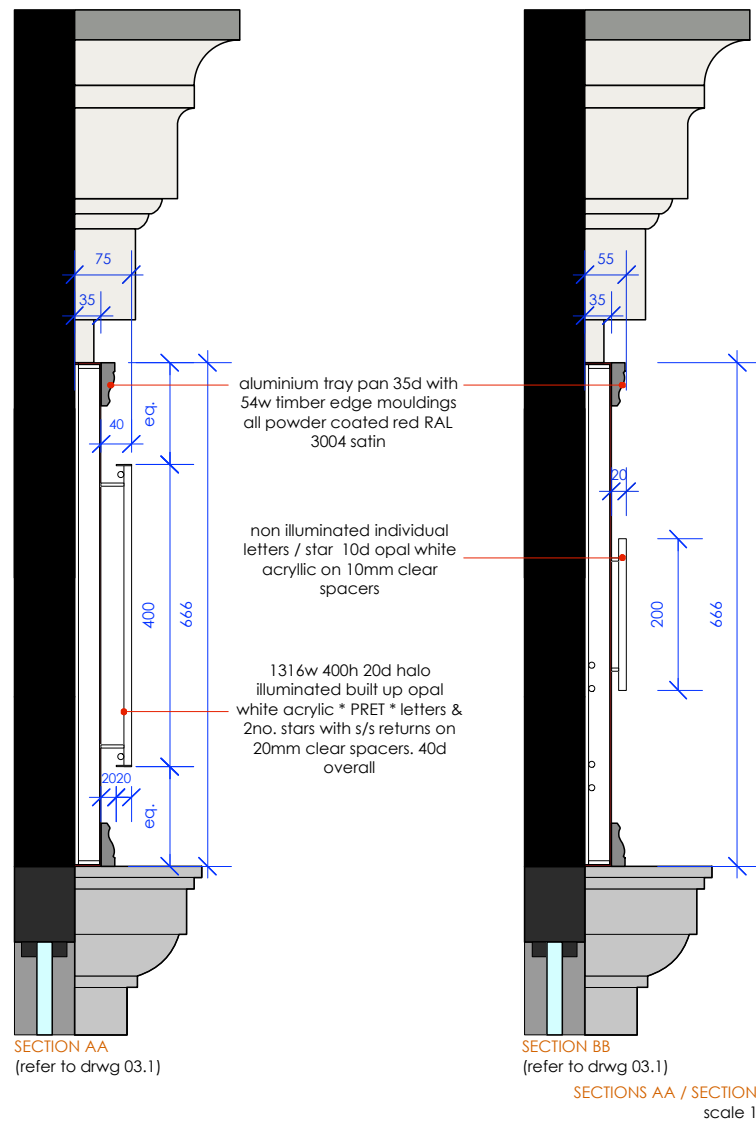 75
35
40
eq.
400
666
2020
eq.
aluminium tray pan 35d with
54w timber edge mouldings
all powder coated red RAL
3004 satin
non illuminated individual
letters / star 10d opal white
acryllic on 10mm clear
spacers
1316w 400h 20d halo
illuminated built up opal
white acrylic * PRET * letters &
2no. stars with s/s returns on
20mm clear spacers. 40d
overall
55
35
20
200
666
SECTION AA
(refer to drwg 03.1)
SECTION BB
(refer to drwg 03.1)
SECTIONS AA / SECTION
scale 1